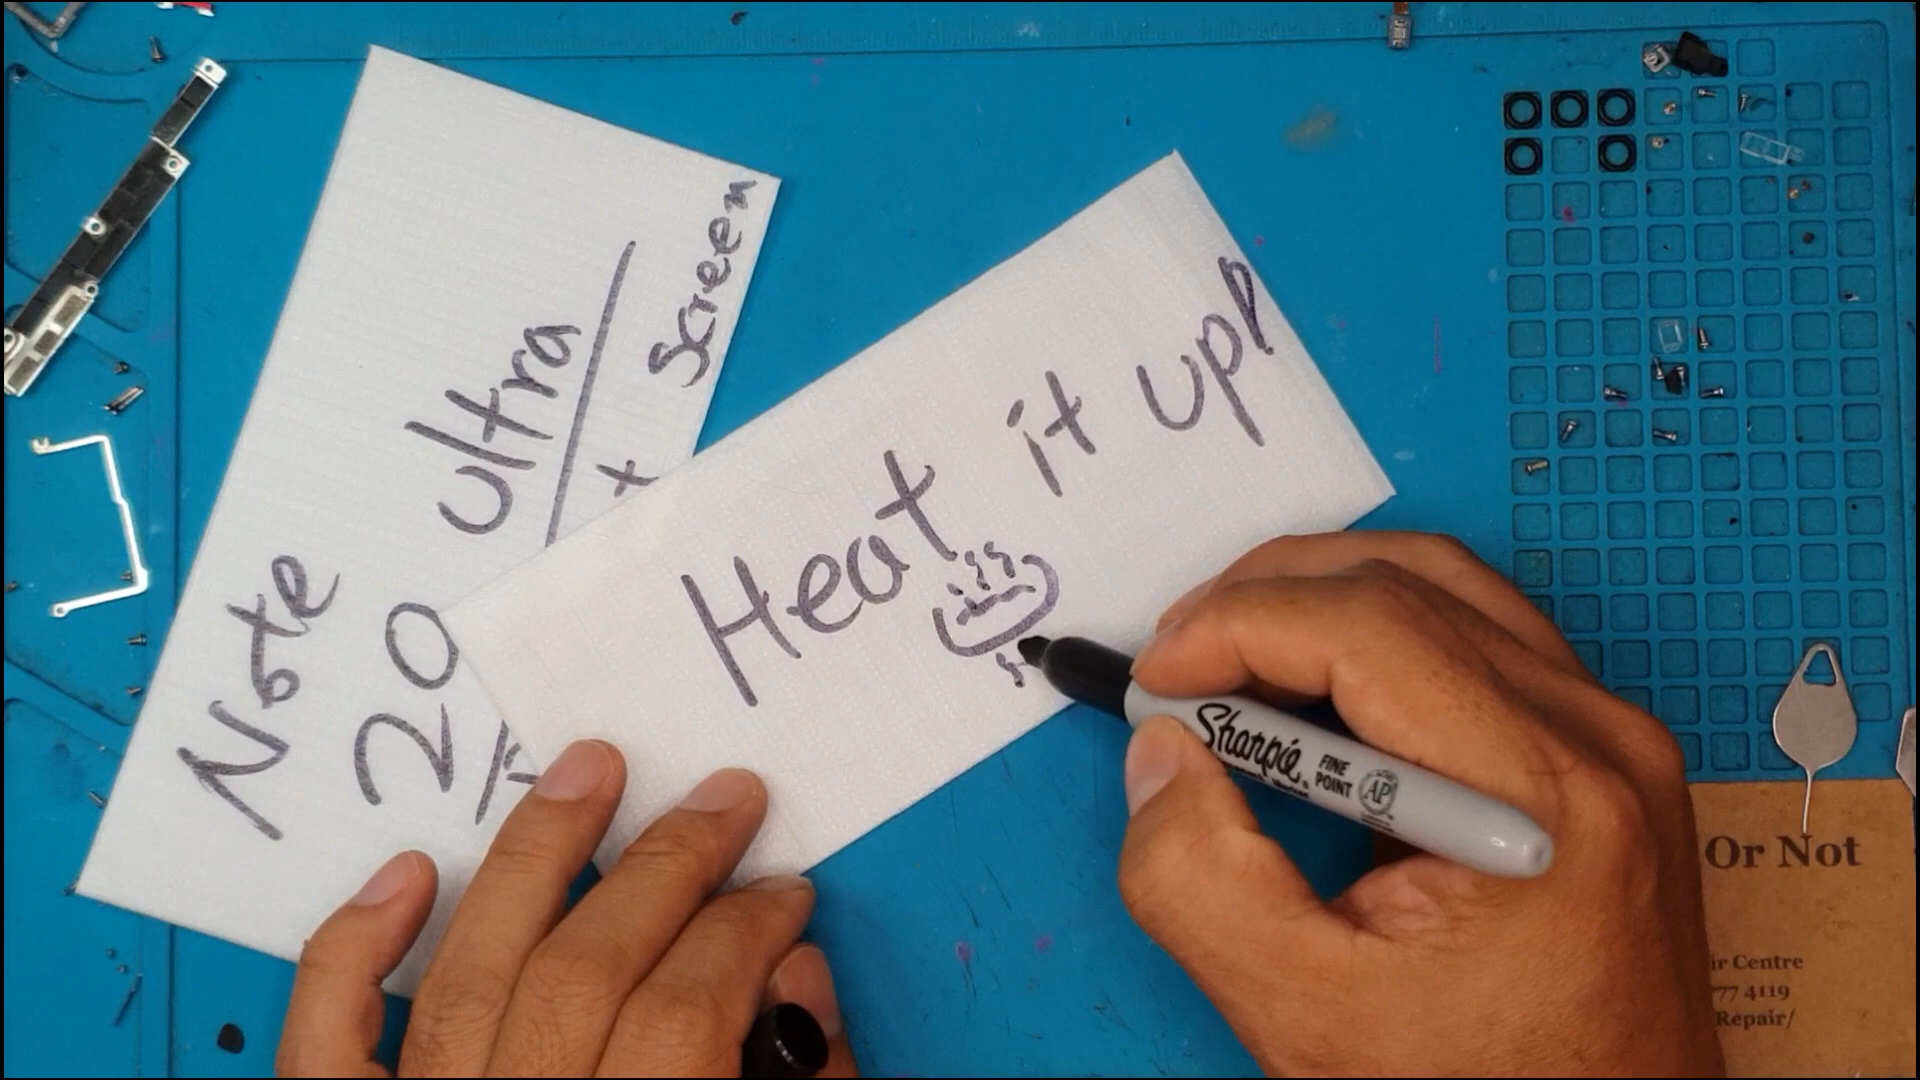 Note
20 Ultra
Screen
Heat it up!
Sharpie
FINE
POINT
AP
Or Not
ir Centre
777 4119
Repair/